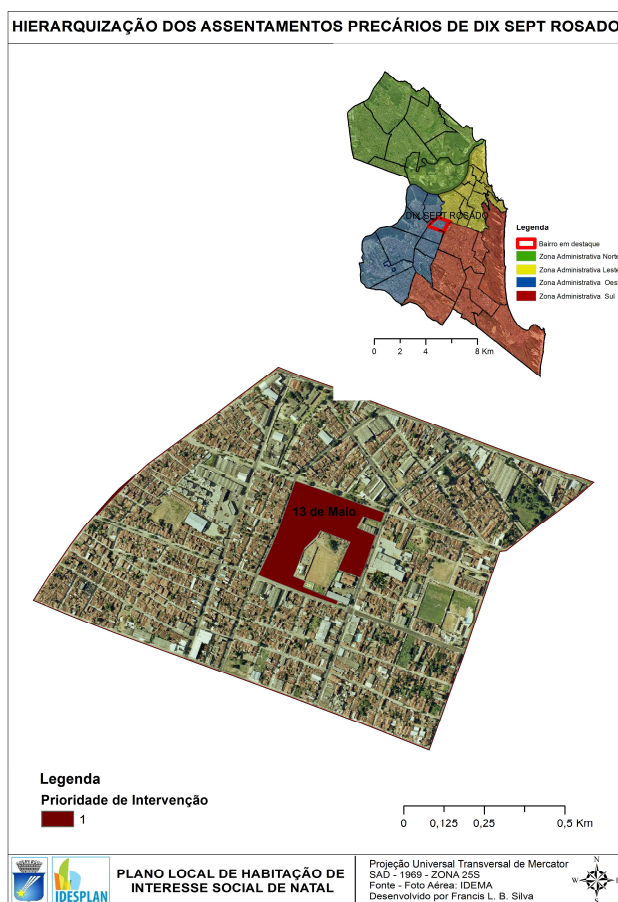 HIERARQUIZAÇÃO DOS ASSENTAMENTOS PRECÁRIOS DE DIX SEPT ROSADO
DIX SEPT ROSADO
Legenda
Bairro em destaque
Zona Administrativa Norte
Zona Administrativa Leste
Zona Administrativa Oes
Zona Administrativa Sul
0 2 4 8 Km
13 de Maio
Legenda
Prioridade de Intervenção
1
0 0,125 0,25 0,5 Km
IDESPLAN
PLANO LOCAL DE HABITAÇÃO DE
INTERESSE SOCIAL DE NATAL
Projeção Universal Transversal de Mercator
SAD - 1969 - ZONA 25S
Fonte - Foto Aérea: IDEMA
Desenvolvido por Francis L. B. Silva
N
W E
S